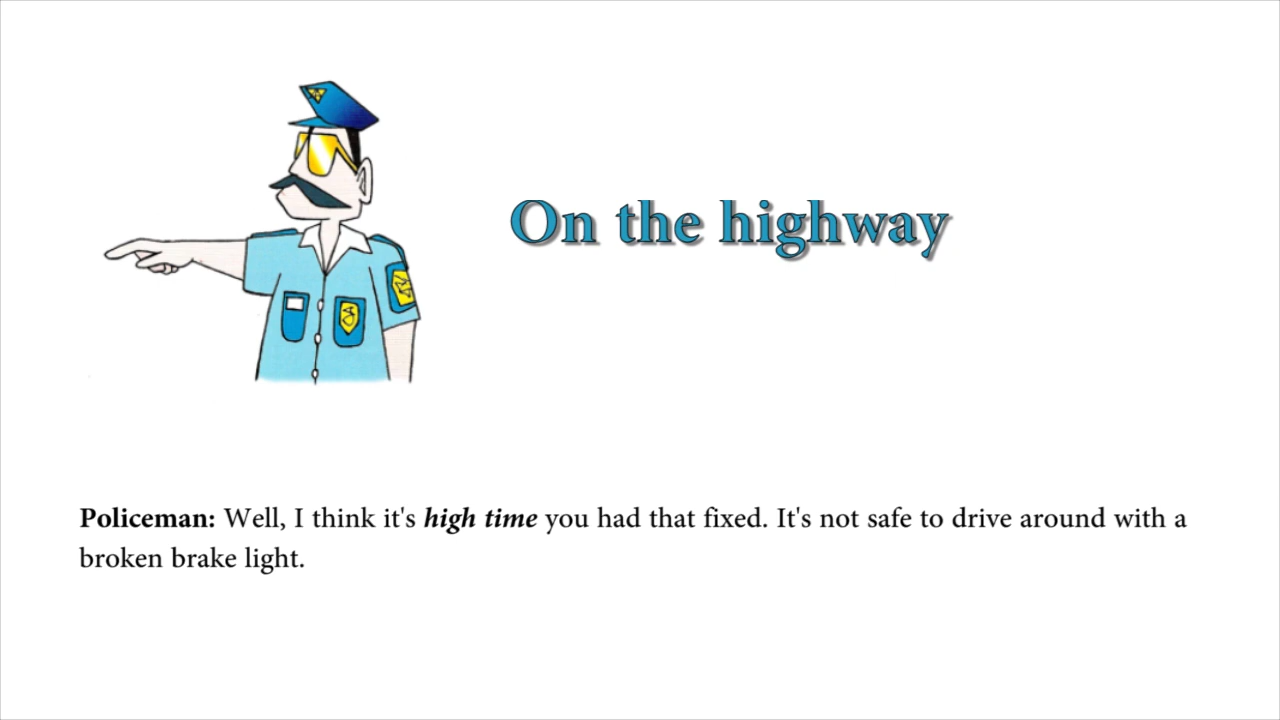 On the highway
Policeman: Well, I think it's high time you had that fixed. It's not safe to drive around with a
broken brake light.